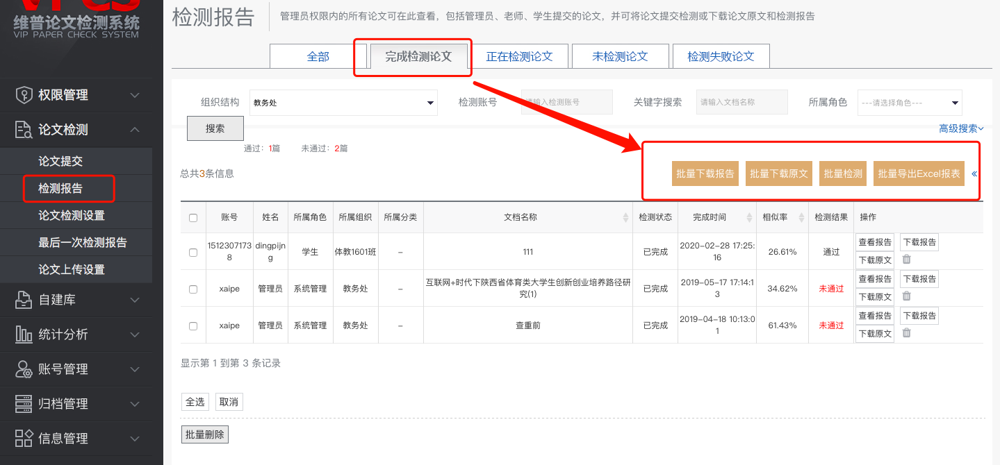 VPCS
维普论文检测系统
VIP PAPER CHECK SYSTEM
权限管理
论文检测
论文提交
检测报告
论文检测设置
最后一次检测报告
论文上传设置
自建库
统计分析
账号管理
归档管理
信息管理
检测报告
管理员权限内的所有论文可在此查看，包括管理员、老师、学生提交的论文，并可将论文提交检测或下载论文原文和检测报告
全部 完成检测论文 正在检测论文 未检测论文 检测失败论文
组织结构 教务处 检测账号 请输入检测账号 关键字搜索 请输入文档名称 所属角色 ---请选择角色---
搜索 高级搜索
通过：1篇 未通过：2篇
总共3条信息 批量下载报告 批量下载原文 批量检测 批量导出Excel报表 «
账号 姓名 所属角色 所属组织 所属分类 文档名称 检测状态 完成时间 相似率 检测结果 操作
1512307173
8
dingpijn
g
学生 体教1601班 – 111 已完成
2020-02-28 17:25:
16
26.61% 通过
查看报告 下载报告
下载原文
xaipe 管理员 系统管理 教务处 –
互联网+时代下陕西省体育类大学生创新创业培养路径研
究(1)
已完成
2019-05-17 17:14:1
3
34.62% 未通过
查看报告 下载报告
下载原文
xaipe 管理员 系统管理 教务处 – 查重前 已完成
2019-04-18 10:13:0
1
61.43% 未通过
查看报告 下载报告
下载原文
显示第 1 到第 3 条记录
全选 取消
批量删除